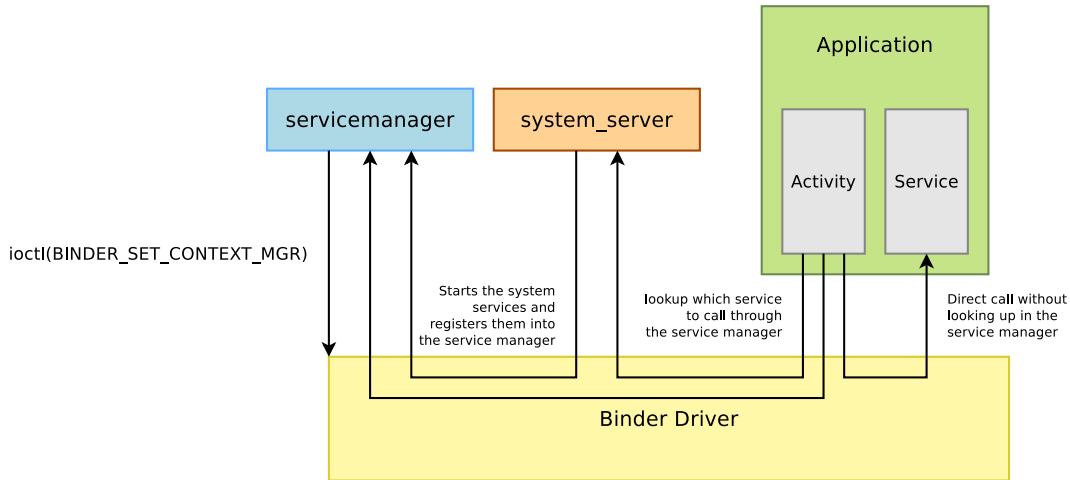 Application
servicemanager
system_server
Activity
Service
ioctl(BINDER_SET_CONTEXT_MGR)
Starts the system
services and
registers them into
the service manager
lookup which service
to call through
the service manager
Direct call without
looking up in the
service manager
Binder Driver